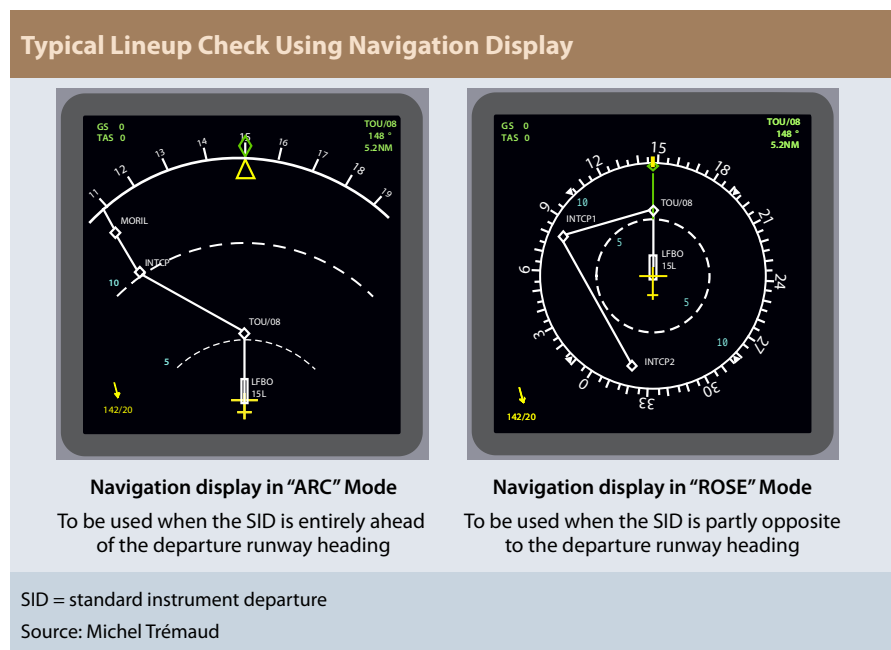 Typical Lineup Check Using Navigation Display
GS 0
TAS 0
TOU/08
148 °
5.2NM
11
12
13
14
15
16
17
18
19
MORIL
INTCP
10
TOU/08
5
LFBO
15L
142/20
GS 0
TAS 0
TOU/08
148 °
5.2NM
12
15
18
21
24
27
30
33
0
3
6
9
10
INTCP1
TOU/08
5
LFBO
15L
5
10
INTCP2
142/20
Navigation display in “ARC” Mode
To be used when the SID is entirely ahead
of the departure runway heading
Navigation display in “ROSE” Mode
To be used when the SID is partly opposite
to the departure runway heading
SID = standard instrument departure
Source: Michel Trémaud